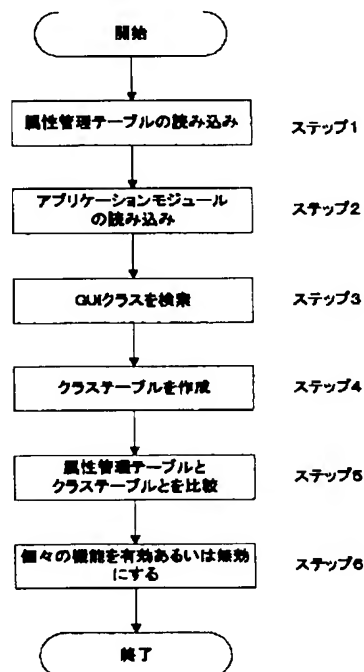 開始
属性管理テーブルの読み込み
ステップ1
アプリケーションモジュール
の読み込み
ステップ2
GUIクラスを検索
ステップ3
クラステーブルを作成
ステップ4
属性管理テーブルと
クラステーブルとを比較
ステップ5
個々の機能を有効あるいは無効
にする
ステップ6
終了